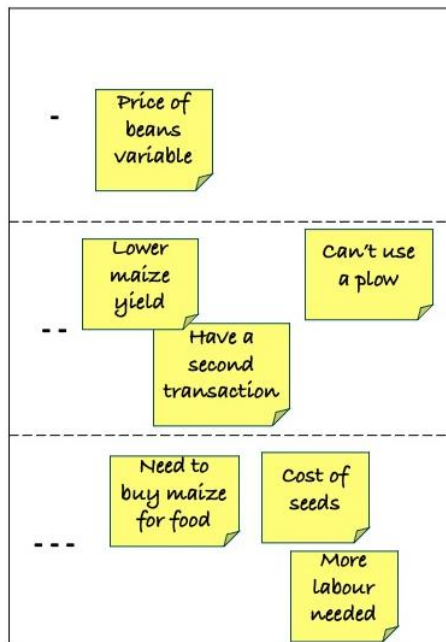 -
Price of
beans
variable
- -
Lower
maize
yield
Can't use
a plow
Have a
second
transaction
- - -
Need to
buy maize
for food
Cost of
seeds
More
labour
needed